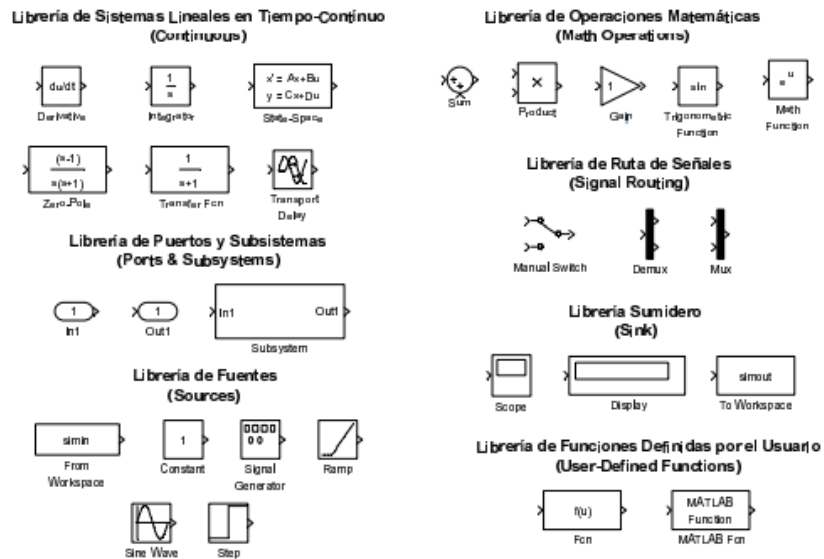 Librería de Sistemas Lineales en Tiempo-Contínuo
(Continuous)
du/dt
Derivative
1
s
Integrator
x' = Ax+Bu
y = Cx+Du
State-Space
(s-1)
s(s+1)
Zero-Pole
1
s+1
Transfer Fcn
Transport
Delay
Librería de Puertos y Subsistemas
(Ports & Subsystems)
1
In1
1
Out1
In1
Out1
Subsystem
Librería de Fuentes
(Sources)
simin
From
Workspace
1
Constant
Signal
Generator
Ramp
Sine Wave
Step
Librería de Operaciones Matemáticas
(Math Operations)
Sum
×
Product
1
Gain
sin
Trigonometric
Function
e^u
Math
Function
Librería de Ruta de Señales
(Signal Routing)
Manual Switch
Demux
Mux
Librería Sumidero
(Sink)
Scope
Display
simout
To Workspace
Librería de Funciones Definidas por el Usuario
(User-Defined Functions)
f(u)
Fcn
MATLAB
Function
MATLAB Fcn